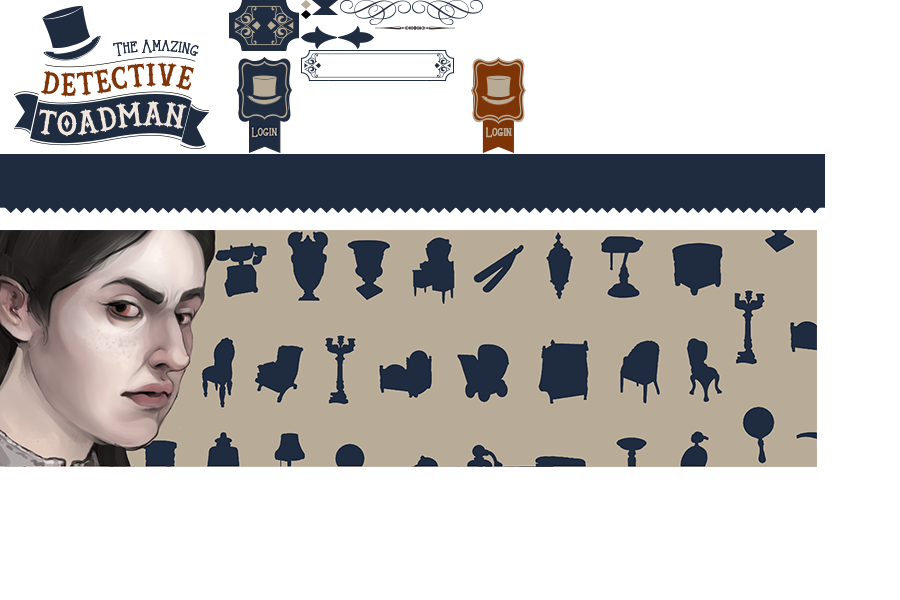 The Amazing
DETECTIVE
TOADMAN
Login
Login